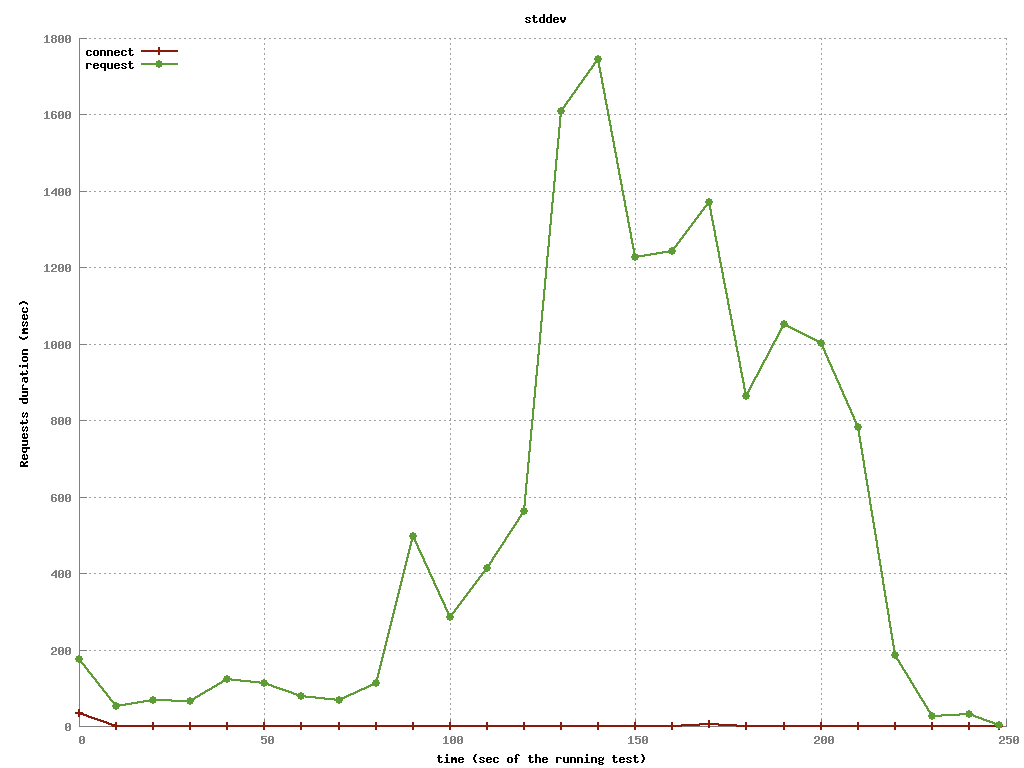 stddev
1800
connect
request
1600
1400
1200
1000
800
600
400
200
0
Requests duration (msec)
0 50 100 150 200 250
time (sec of the running test)